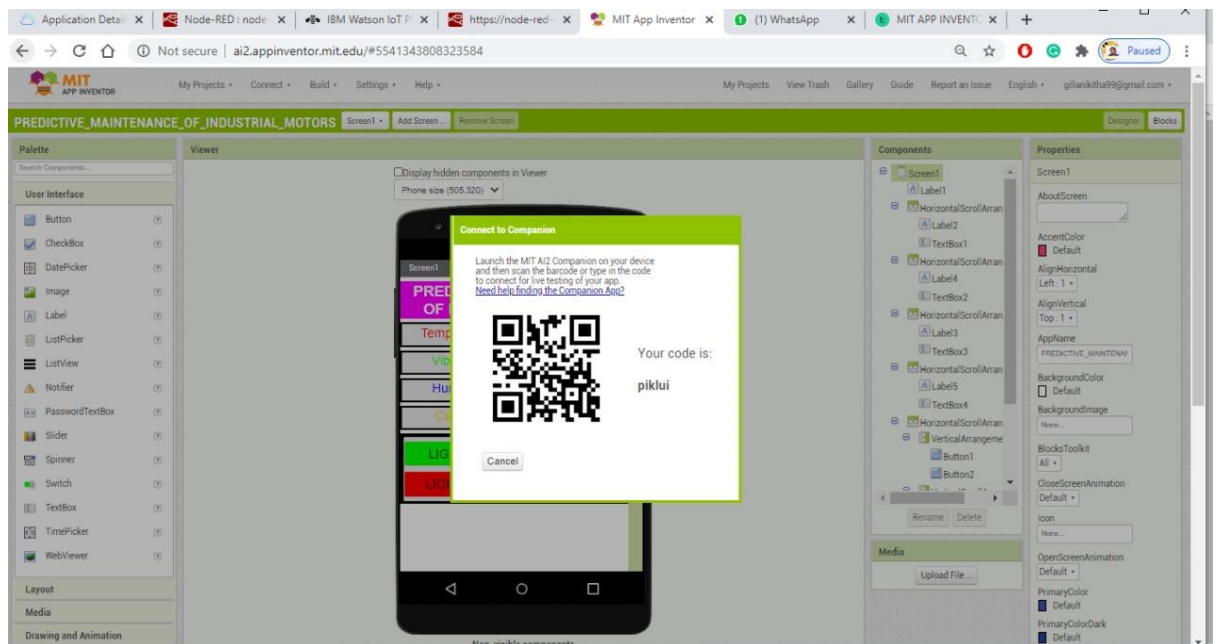 Application Detail
Node-RED : node-
IBM Watson IoT P
https://node-red-
MIT App Inventor
(1) WhatsApp
MIT APP INVENTO
Not secure | ai2.appinventor.mit.edu/#5541343808323584
Paused
MIT
APP INVENTOR
My Projects
Connect
Build
Settings
Help
My Projects
View Trash
Gallery
Guide
Report an Issue
English
gillanikitha99@gmail.com
PREDICTIVE_MAINTENANCE_OF_INDUSTRIAL_MOTORS
Screen1
Add Screen ...
Remove Screen
Designer
Blocks
Palette
Search Components...
User Interface
Button
CheckBox
DatePicker
Image
Label
ListPicker
ListView
Notifier
PasswordTextBox
Slider
Spinner
Switch
TextBox
TimePicker
WebViewer
Layout
Media
Drawing and Animation
Viewer
Display hidden components in Viewer
Phone size (505,320)
Screen1
PRED
OF
Temp
Vib
Hu
LIG
LIG
Connect to Companion
Launch the MIT AI2 Companion on your device
and then scan the barcode or type in the code
to connect for live testing of your app.
Need help finding the Companion App?
Your code is:
piklui
Cancel
Non-visible components
Components
Screen1
Label1
HorizontalScrollArran
Label2
TextBox1
HorizontalScrollArran
Label4
TextBox2
HorizontalScrollArran
Label3
TextBox3
HorizontalScrollArran
Label5
TextBox4
HorizontalScrollArran
VerticalArrangeme
Button1
Button2
Rename
Delete
Media
Upload File ...
Properties
Screen1
AboutScreen
AccentColor
Default
AlignHorizontal
Left : 1
AlignVertical
Top : 1
AppName
PREDICTIVE_MAINTENAN
BackgroundColor
Default
BackgroundImage
None...
BlocksToolkit
All
CloseScreenAnimation
Default
Icon
None...
OpenScreenAnimation
Default
PrimaryColor
Default
PrimaryColorDark
Default